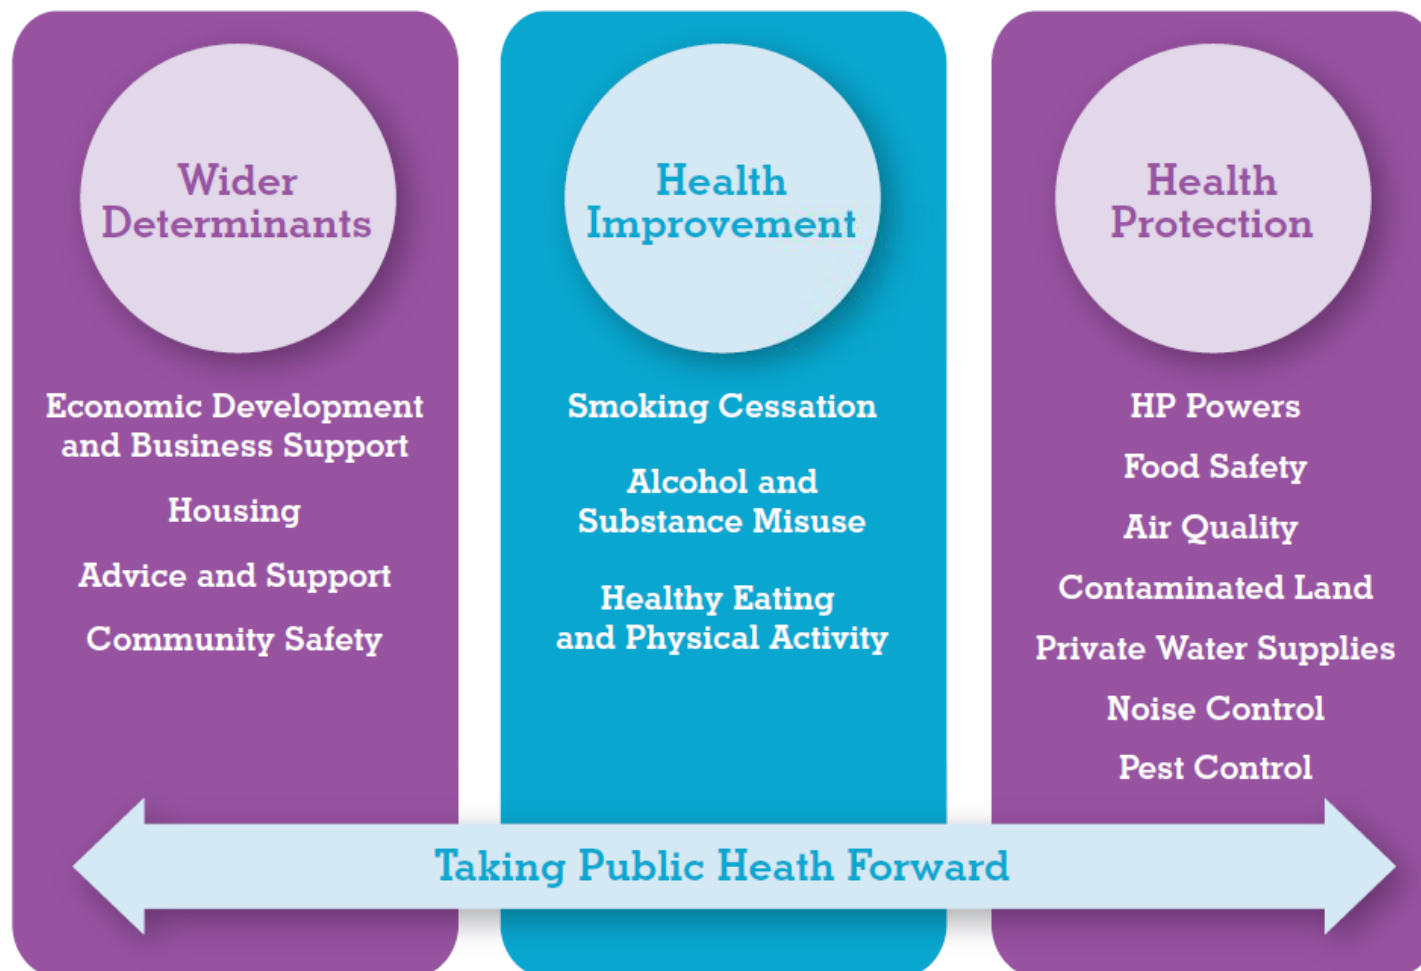 Wider
Determinants
Economic Development
and Business Support
Housing
Advice and Support
Community Safety
Health
Improvement
Smoking Cessation
Alcohol and
Substance Misuse
Healthy Eating
and Physical Activity
Health
Protection
HP Powers
Food Safety
Air Quality
Contaminated Land
Private Water Supplies
Noise Control
Pest Control
Taking Public Heath Forward